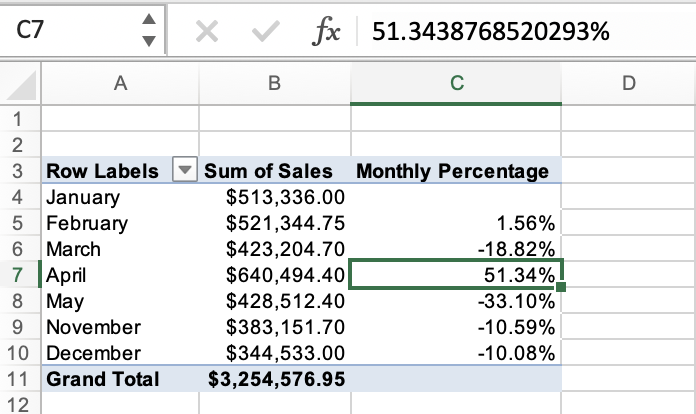 C7 fx 51.3438768520293%
A B C D
1
2
3 Row Labels Sum of Sales Monthly Percentage
4 January $513,336.00
5 February $521,344.75 1.56%
6 March $423,204.70 -18.82%
7 April $640,494.40 51.34%
8 May $428,512.40 -33.10%
9 November $383,151.70 -10.59%
10 December $344,533.00 -10.08%
11 Grand Total $3,254,576.95
12